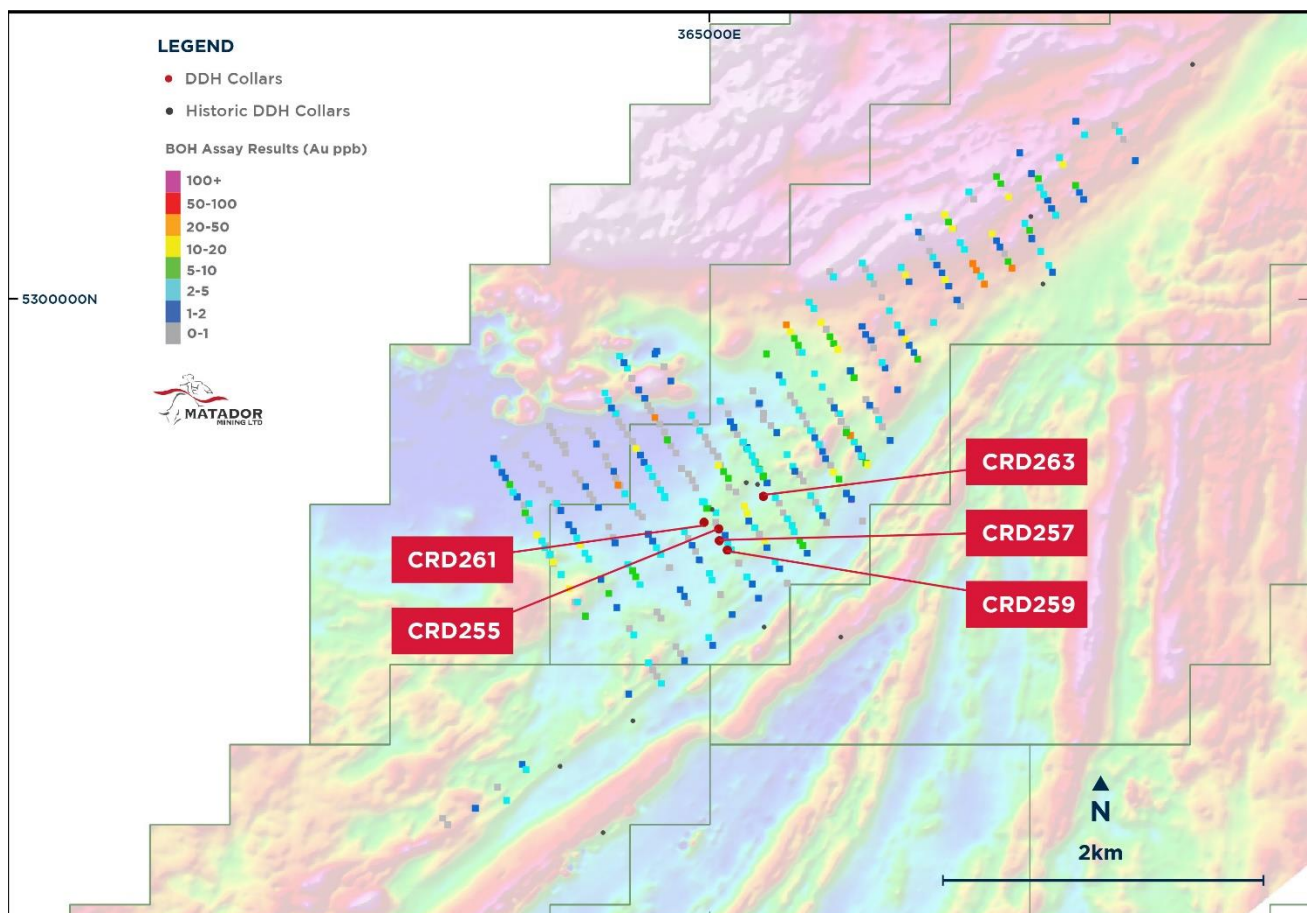 365000E
LEGEND
DDH Collars
Historic DDH Collars
BOH Assay Results (Au ppb)
100+
50-100
20-50
10-20
5-10
2-5
1-2
0-1
5300000N
MATADOR
MINING LTD
CRD263
CRD261
CRD257
CRD255
CRD259
N
2km